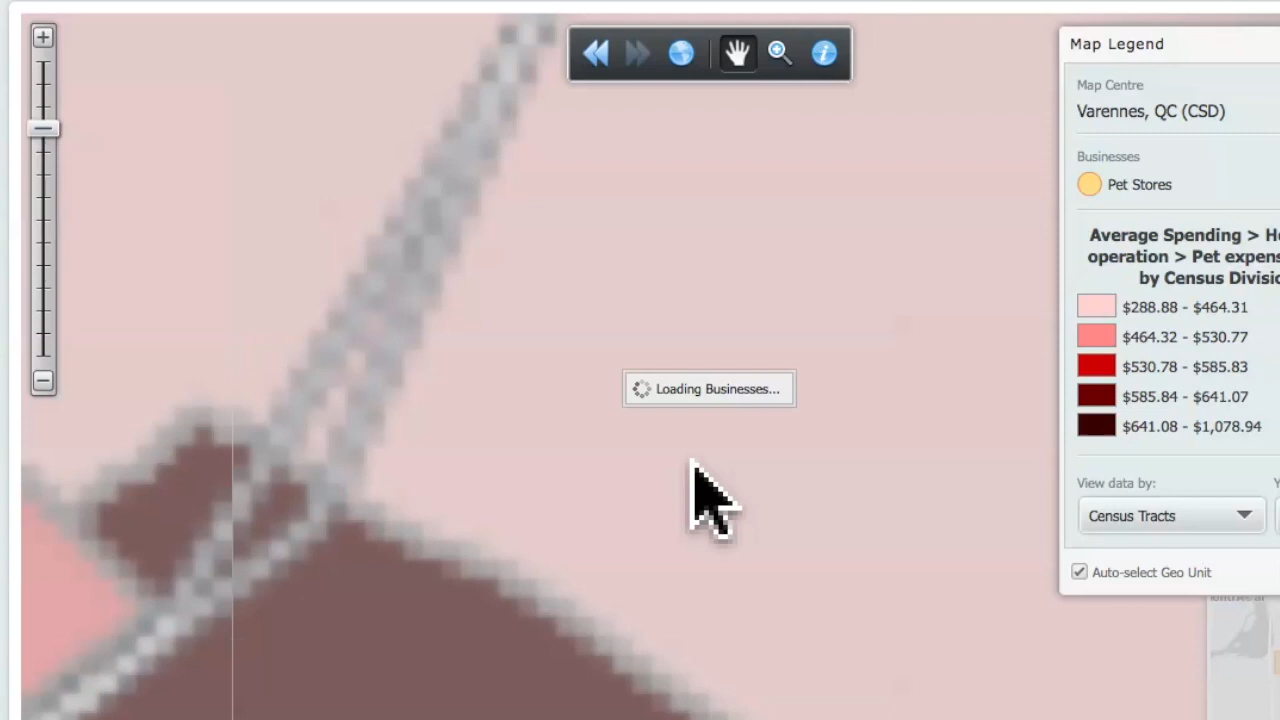 Map Legend
Map Centre
Varennes, QC (CSD)
Businesses
Pet Stores
Average Spending >
operation > Pet
by Census
$288.88 - $464.31
$464.32 - $530.77
$530.78 - $585.83
$585.84 - $641.07
$641.08 - $1,078.94
View data by:
Census Tracts
Auto-select Geo Unit
Loading Businesses...